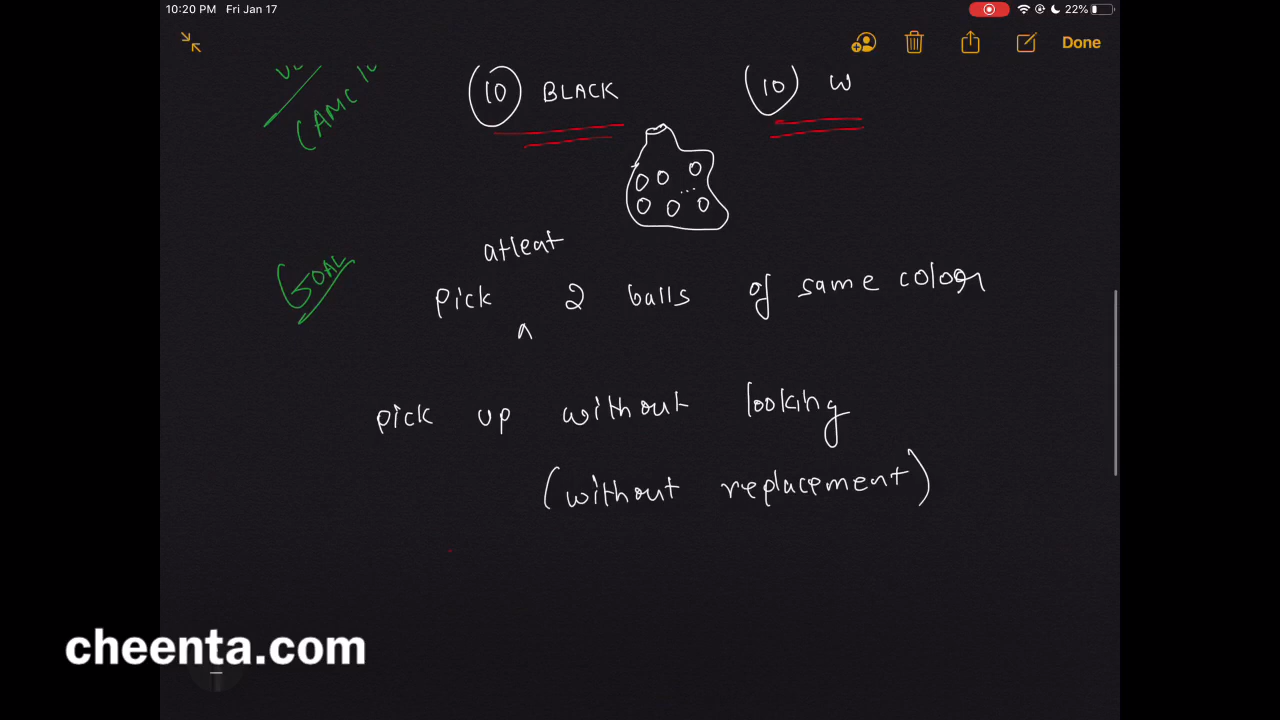 10:20 PM Fri Jan 17
22%
Done
(AMC 10
10 BLACK 10 W
atleat
GOAL
pick 2 balls of same color
pick up without looking
(without replacement)
cheenta.com